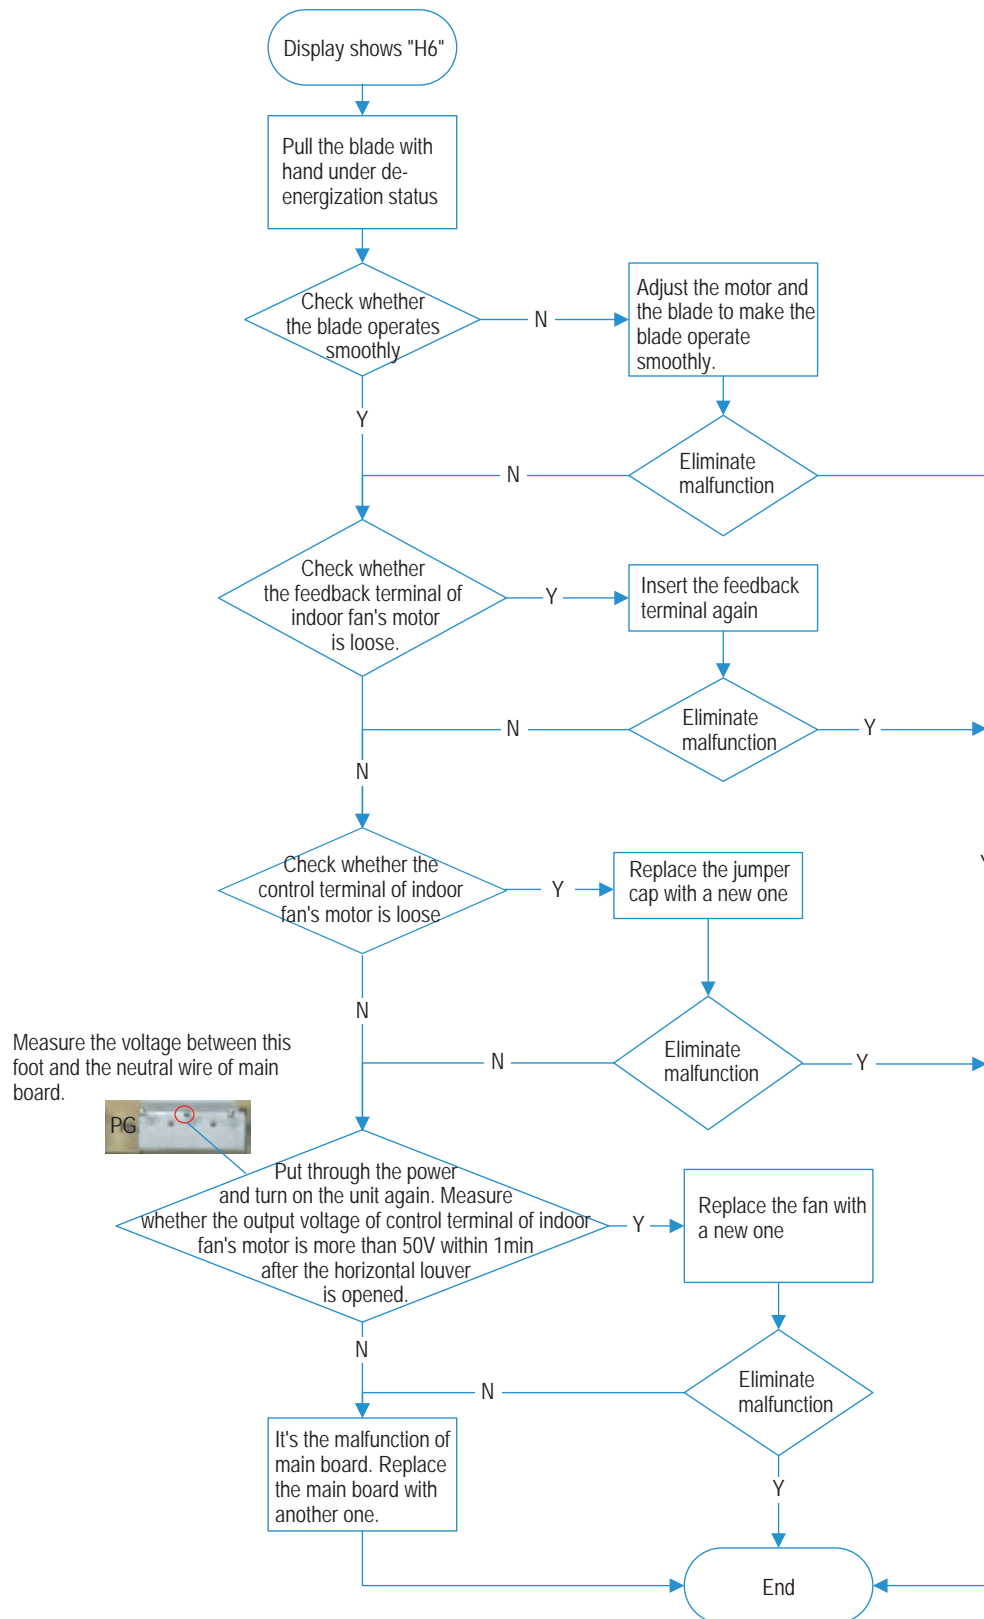 Display shows "H6"
Pull the blade with
hand under de-
energization status
Check whether
the blade operates
smoothly
N
Adjust the motor and
the blade to make the
blade operate
smoothly.
Y
N
Eliminate
malfunction
Check whether
the feedback terminal of
indoor fan's motor
is loose.
Y
Insert the feedback
terminal again
N
Eliminate
malfunction
Y
N
Check whether the
control terminal of indoor
fan's motor is loose
Y
Replace the jumper
cap with a new one
Y
N
N
Eliminate
malfunction
Y
Measure the voltage between this
foot and the neutral wire of main
board.
PG
Put through the power
and turn on the unit again. Measure
whether the output voltage of control terminal of indoor
fan's motor is more than 50V within 1min
after the horizontal louver
is opened.
Y
Replace the fan with
a new one
N
N
Eliminate
malfunction
It's the malfunction of
main board. Replace
the main board with
another one.
Y
End